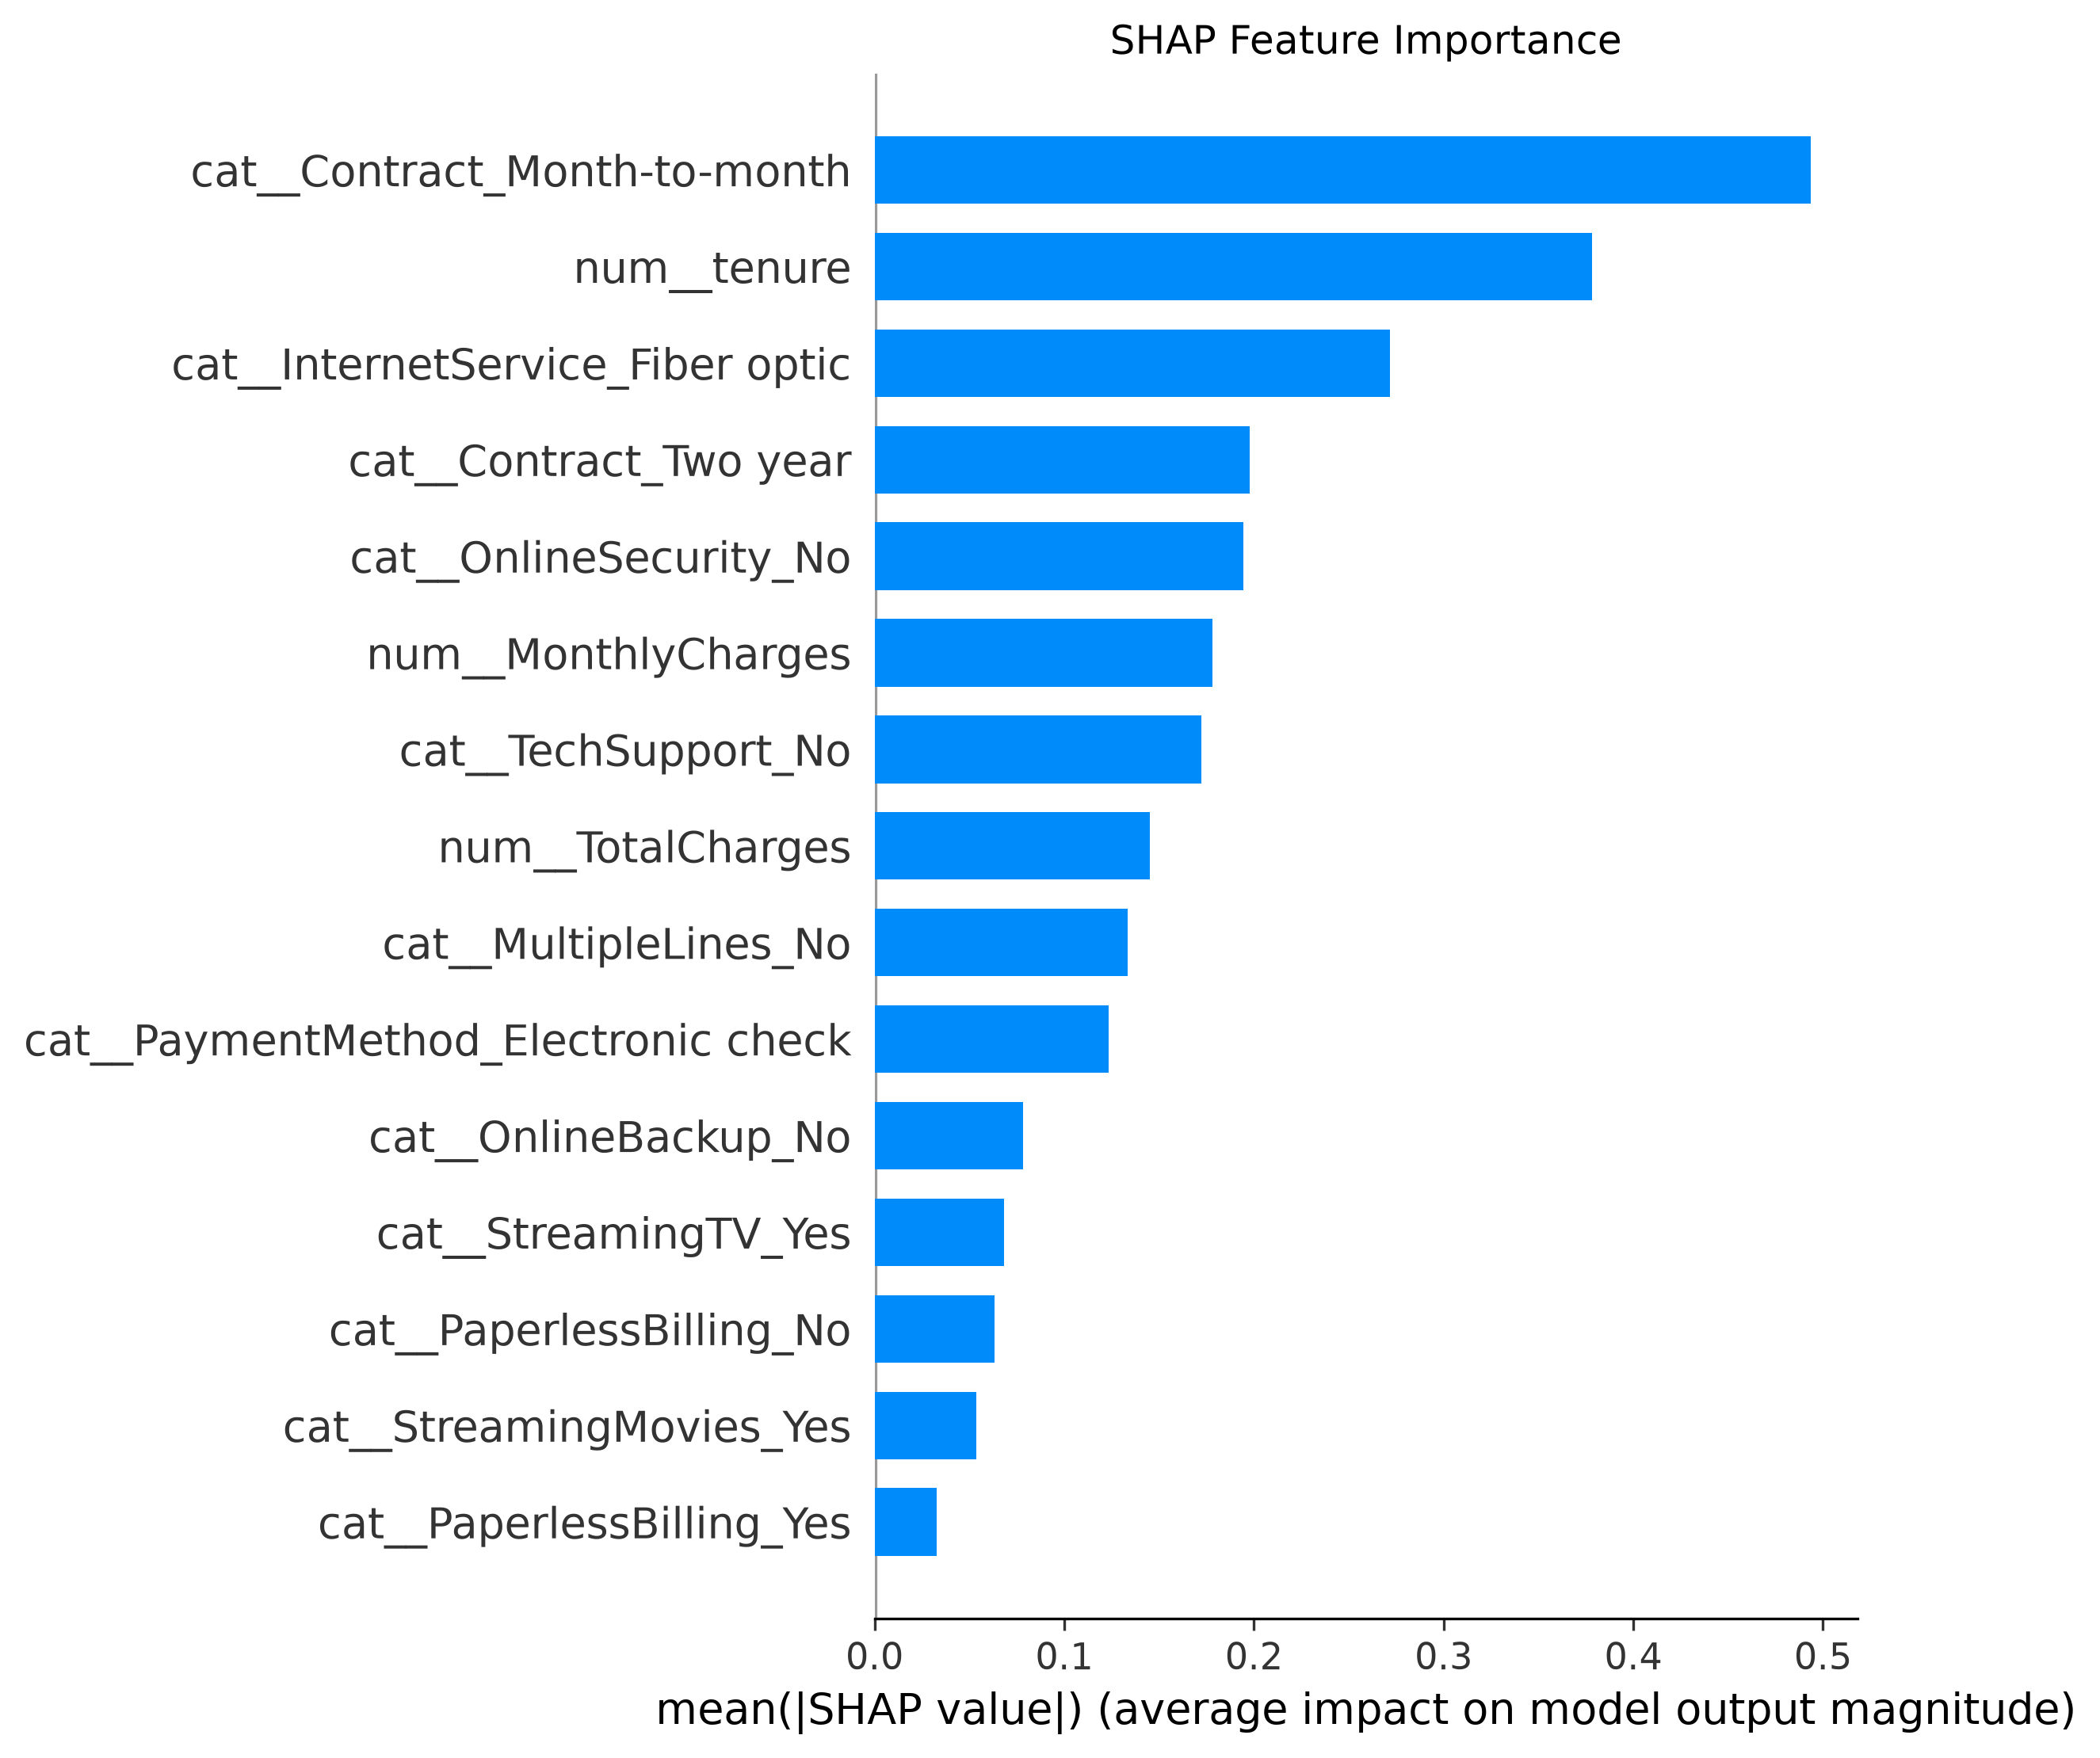 SHAP Feature Importance
cat__Contract_Month-to-month
num__tenure
cat__InternetService_Fiber optic
cat__Contract_Two year
cat__OnlineSecurity_No
num__MonthlyCharges
cat__TechSupport_No
num__TotalCharges
cat__MultipleLines_No
cat__PaymentMethod_Electronic check
cat__OnlineBackup_No
cat__StreamingTV_Yes
cat__PaperlessBilling_No
cat__StreamingMovies_Yes
cat__PaperlessBilling_Yes
0.0 0.1 0.2 0.3 0.4 0.5
mean(|SHAP value|) (average impact on model output magnitude)